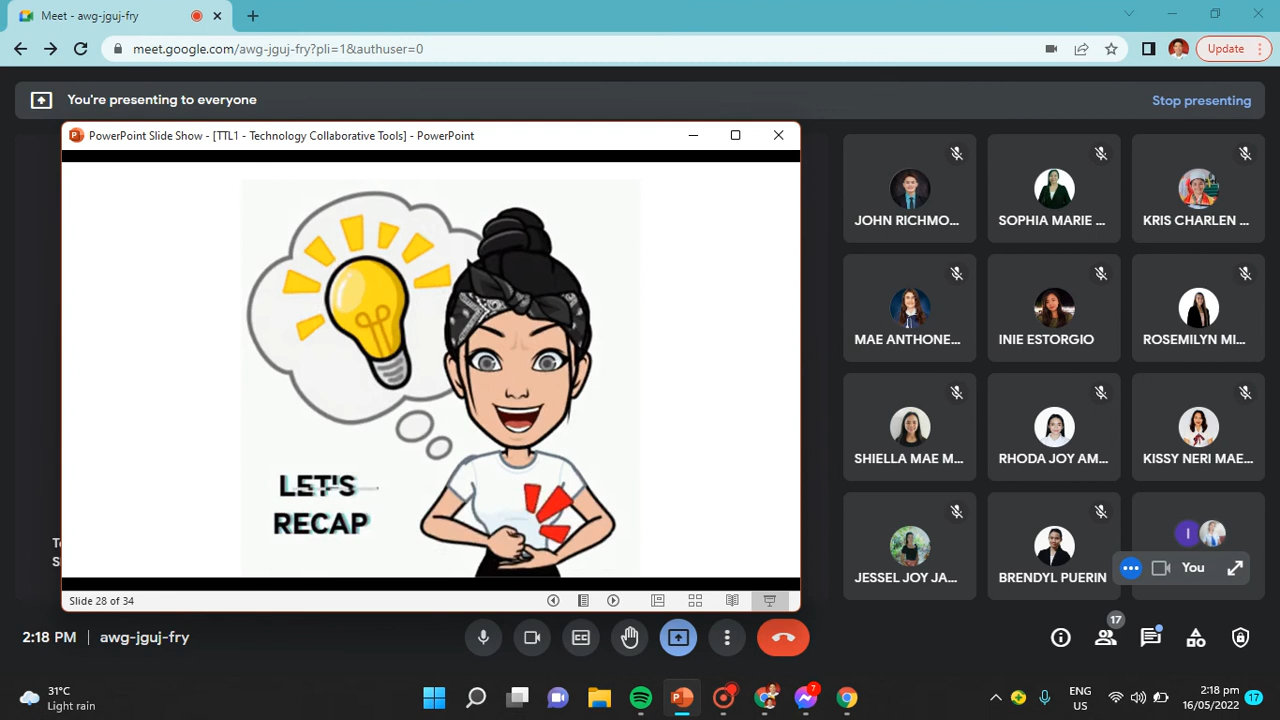 Meet - awg-jguj-fry
meet.google.com/awg-jguj-fry?pli=1&authuser=0
Update
You're presenting to everyone
Stop presenting
PowerPoint Slide Show - [TTL1 - Technology Collaborative Tools] - PowerPoint
LET'S
RECAP
Slide 28 of 34
JOHN RICHMO...
SOPHIA MARIE ...
KRIS CHARLEN ...
MAE ANTHONE...
INIE ESTORGIO
ROSEMILYN MI...
SHIELLA MAE M...
RHODA JOY AM...
KISSY NERI MAE...
JESSEL JOY JA...
BRENDYL PUERIN
I
You
2:18 PM
awg-jguj-fry
17
31°C
Light rain
7
ENG
US
2:18 pm
16/05/2022
17